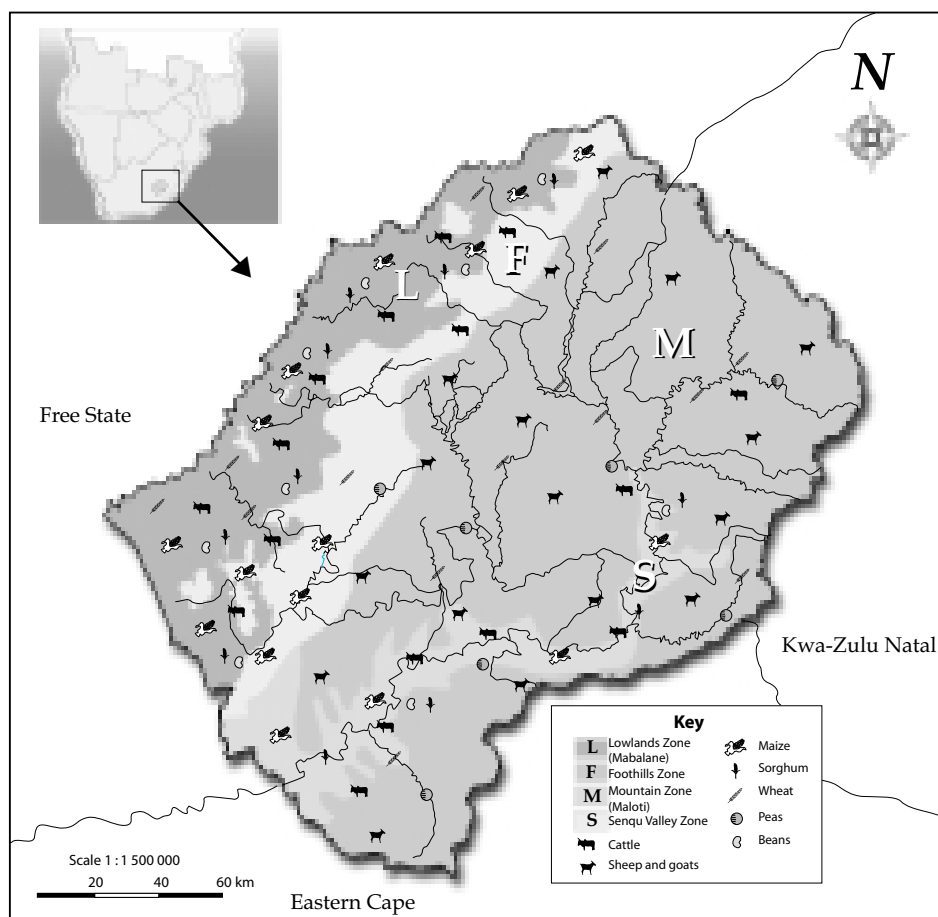 N
F
L
M
Free State
S
Kwa-Zulu Natal
Key
L Lowlands Zone
(Mabalane)
F Foothills Zone
M Mountain Zone
(Maloti)
S Senqu Valley Zone
Cattle
Sheep and goats
Maize
Sorghum
Wheat
Peas
Beans
Scale 1 : 1 500 000
20 40 60 km
Eastern Cape